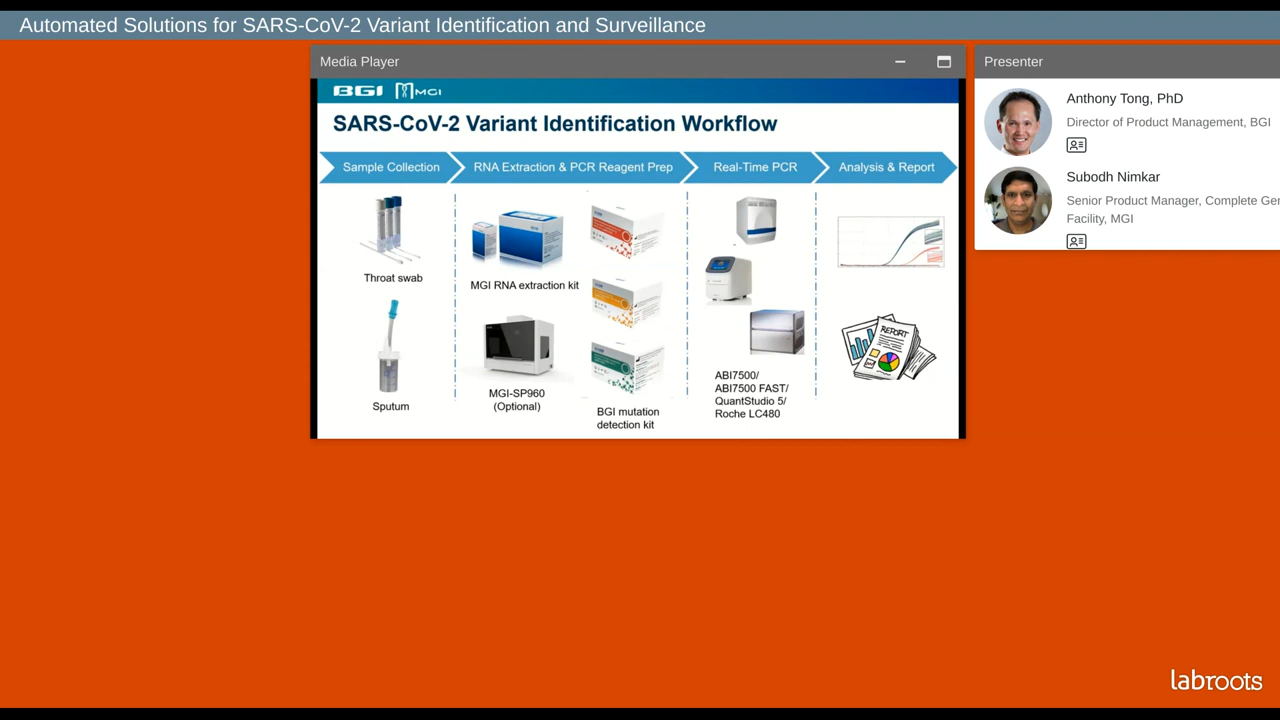 Automated Solutions for SARS-CoV-2 Variant Identification and Surveillance
Media Player
BGI MGI
SARS-CoV-2 Variant Identification Workflow
Sample Collection
RNA Extraction & PCR Reagent Prep
Real-Time PCR
Analysis & Report
Throat swab
Sputum
MGI RNA extraction kit
MGI-SP960
(Optional)
BGI mutation
detection kit
ABI7500/
ABI7500 FAST/
QuantStudio 5/
Roche LC480
REPORT
Presenter
Anthony Tong, PhD
Director of Product Management, BGI
Subodh Nimkar
Senior Product Manager, Complete Gen
Facility, MGI
labroots